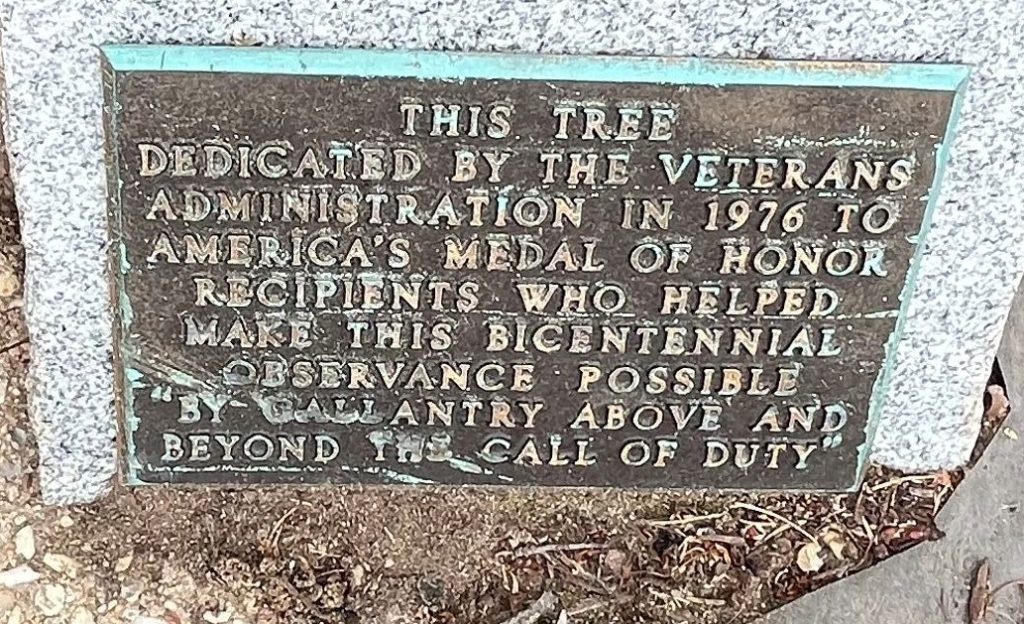 THIS TREE
DEDICATED BY THE VETERANS
ADMINISTRATION IN 1976 TO
AMERICA'S MEDAL OF HONOR
RECIPIENTS WHO HELPED
MAKE THIS BICENTENNIAL
OBSERVANCE POSSIBLE
"BY GALLANTRY ABOVE AND
BEYOND THE CALL OF DUTY"